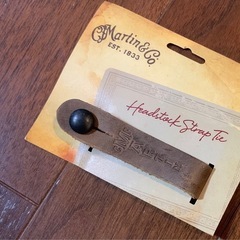 CF Martin & Co.
EST. 1833
Headstock Strap Tie